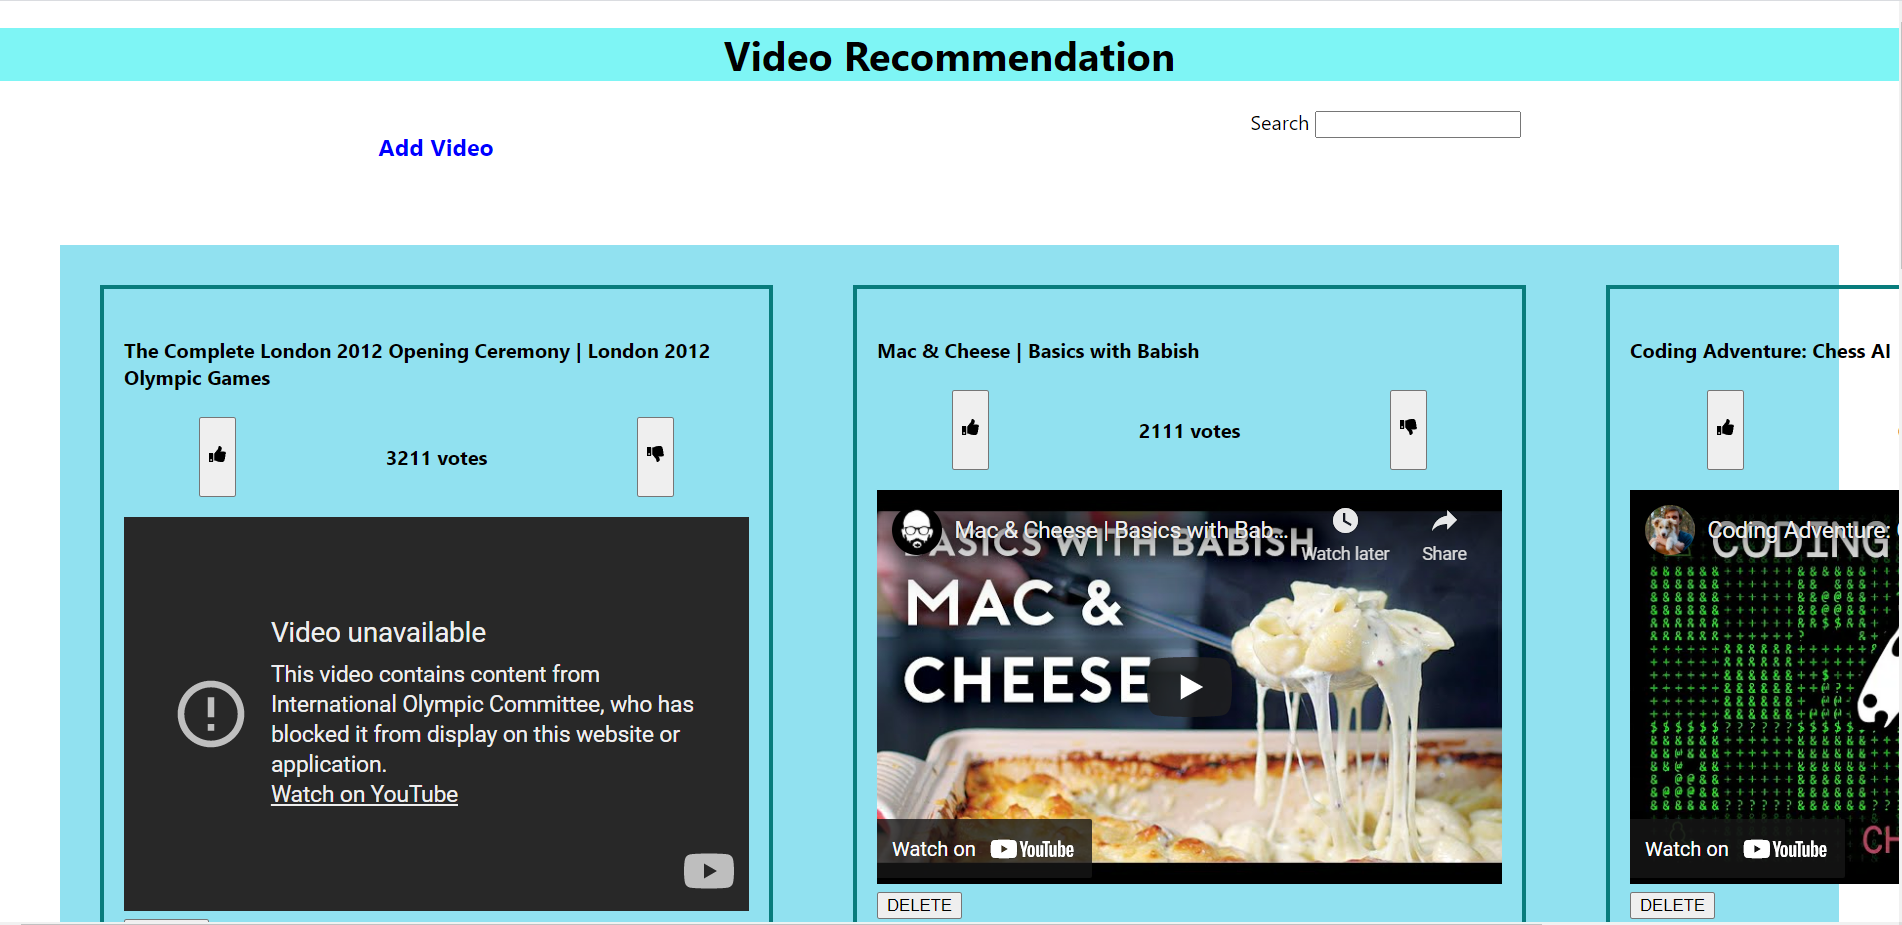 Video Recommendation
Search
Add Video
The Complete London 2012 Opening Ceremony | London 2012
Olympic Games
3211 votes
Video unavailable
This video contains content from
International Olympic Committee, who has
blocked it from display on this website or
application.
Watch on YouTube
Mac & Cheese | Basics with Babish
2111 votes
Mac & Cheese | Basics with Bab...
Watch later
Share
BASICS WITH BABISH
MAC &
CHEESE
Watch on YouTube
DELETE
Coding Adventure: Chess AI
Coding Adventure:
CODING
CH
Watch on YouTube
DELETE